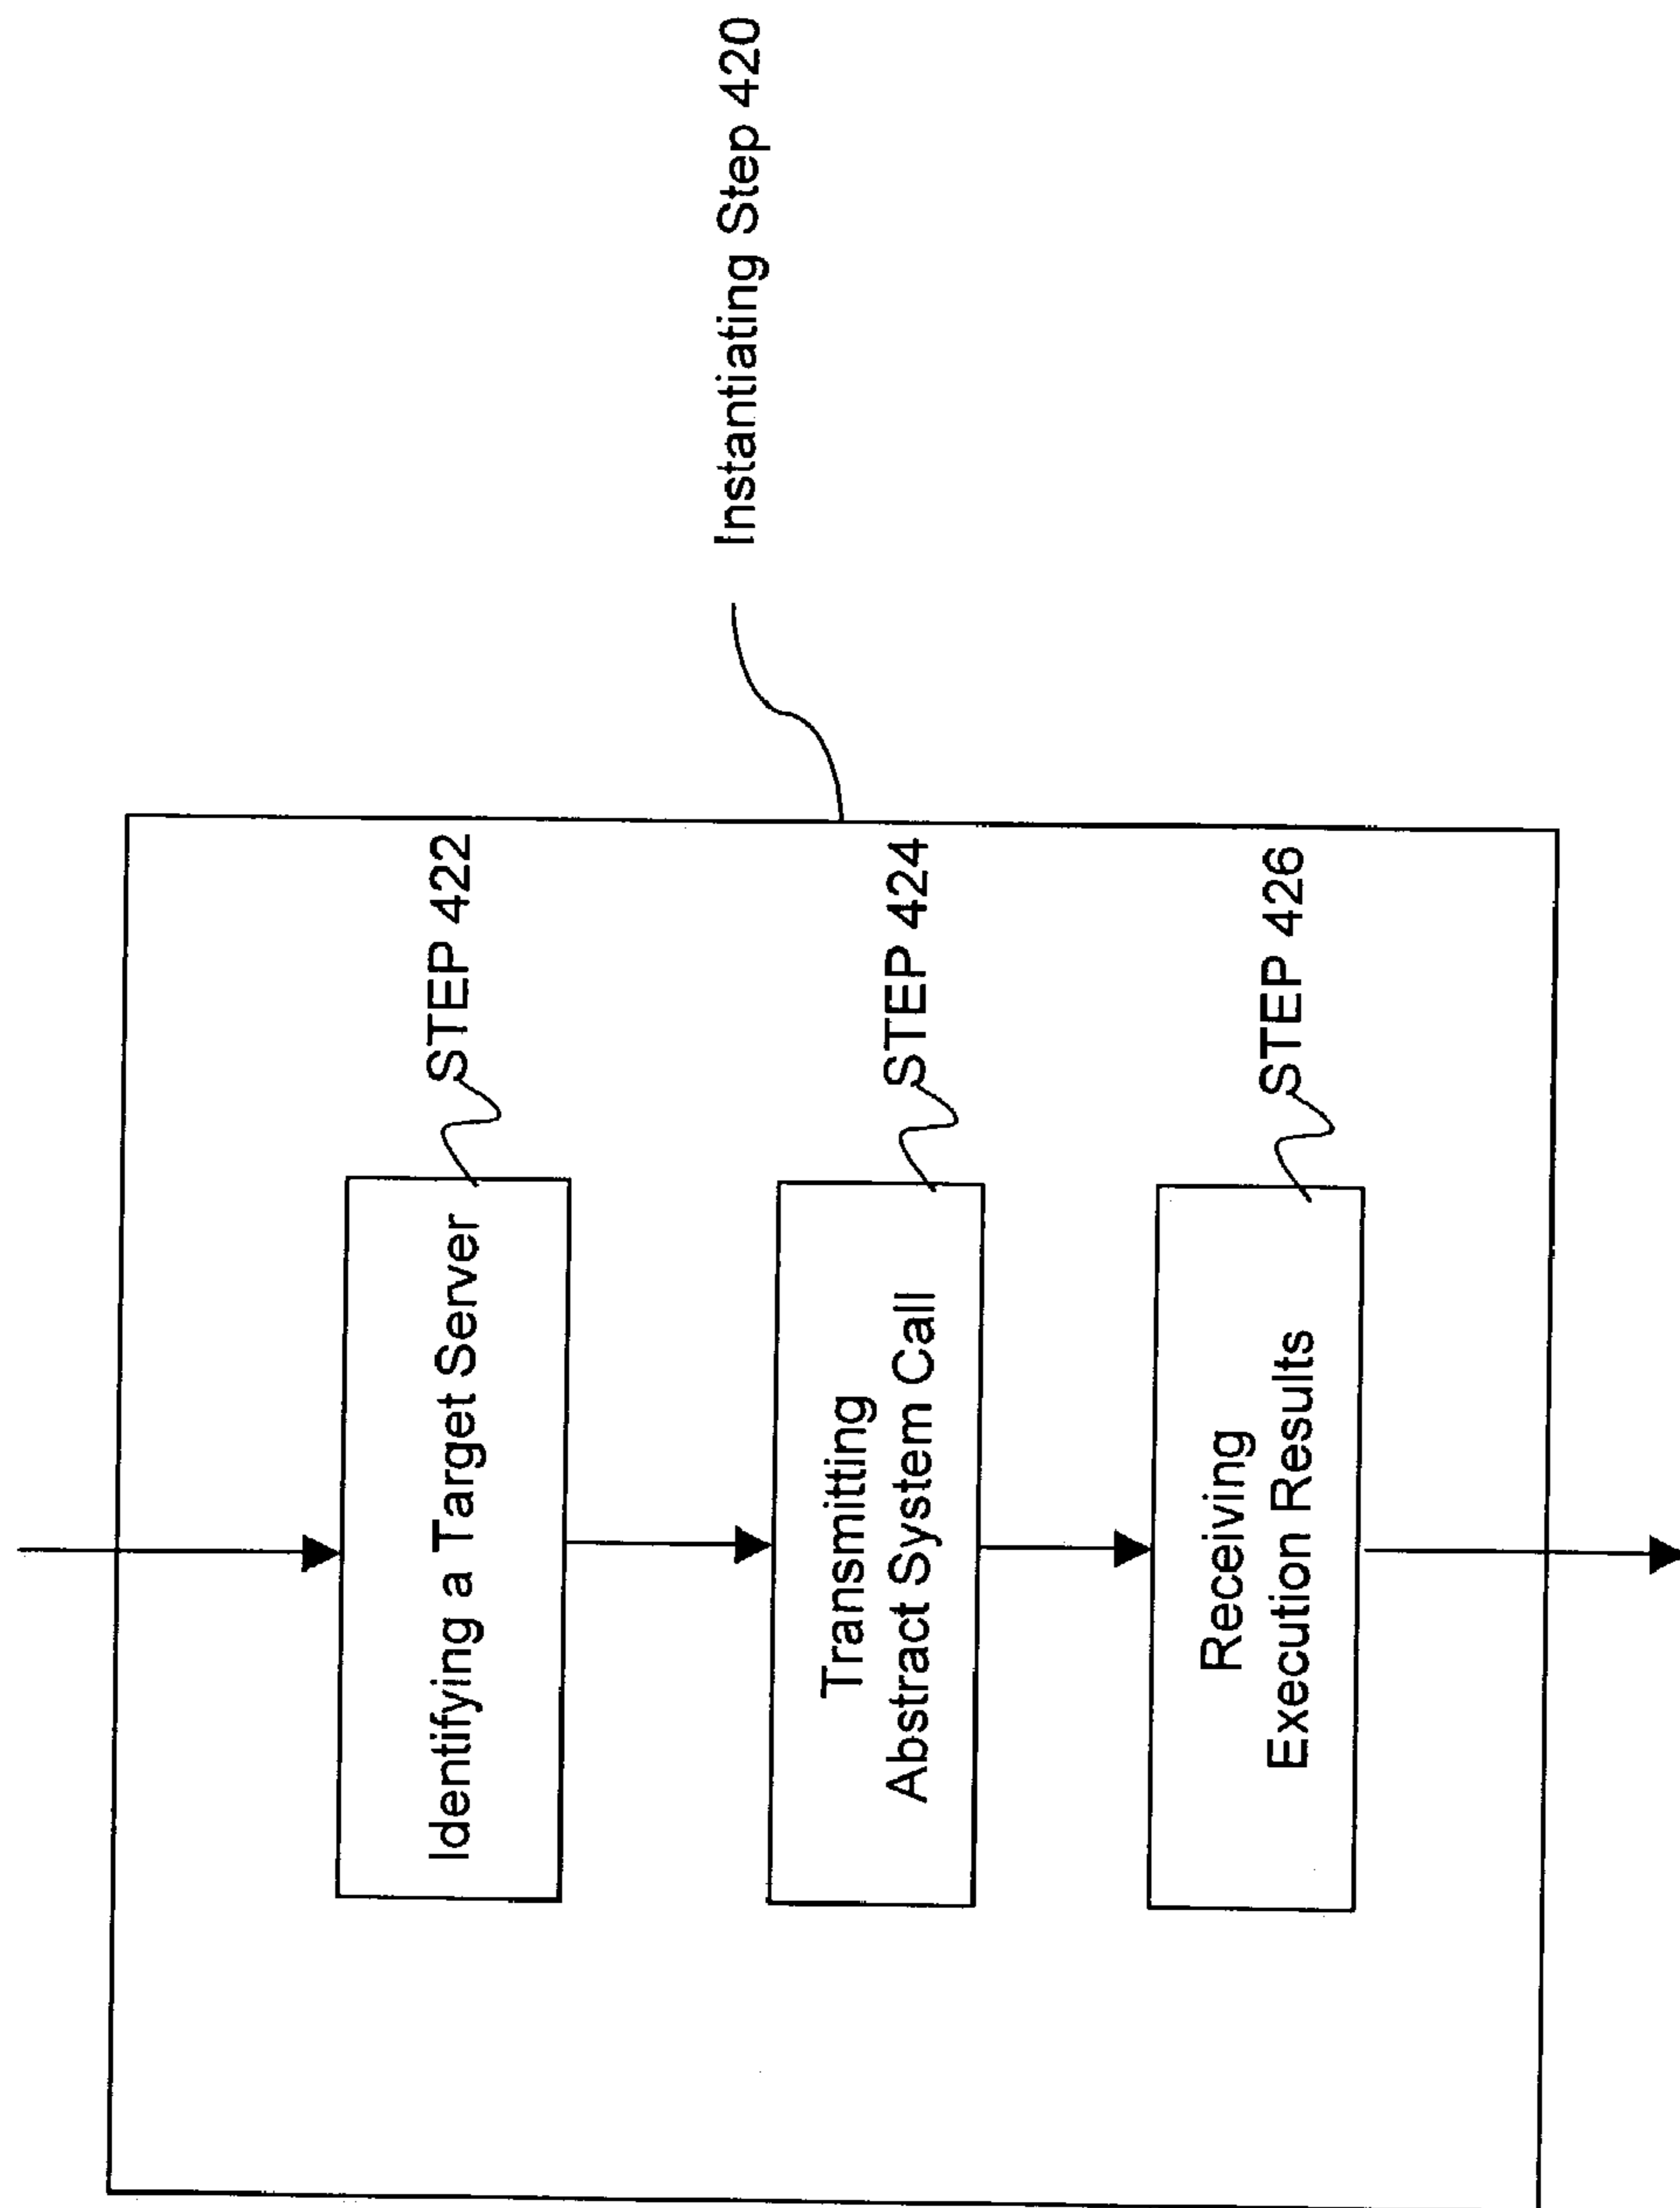 Identifying a Target Server
STEP 422
Transmitting
Abstract System Call
STEP 424
Receiving
Execution Results
STEP 426
Instantiating Step 420